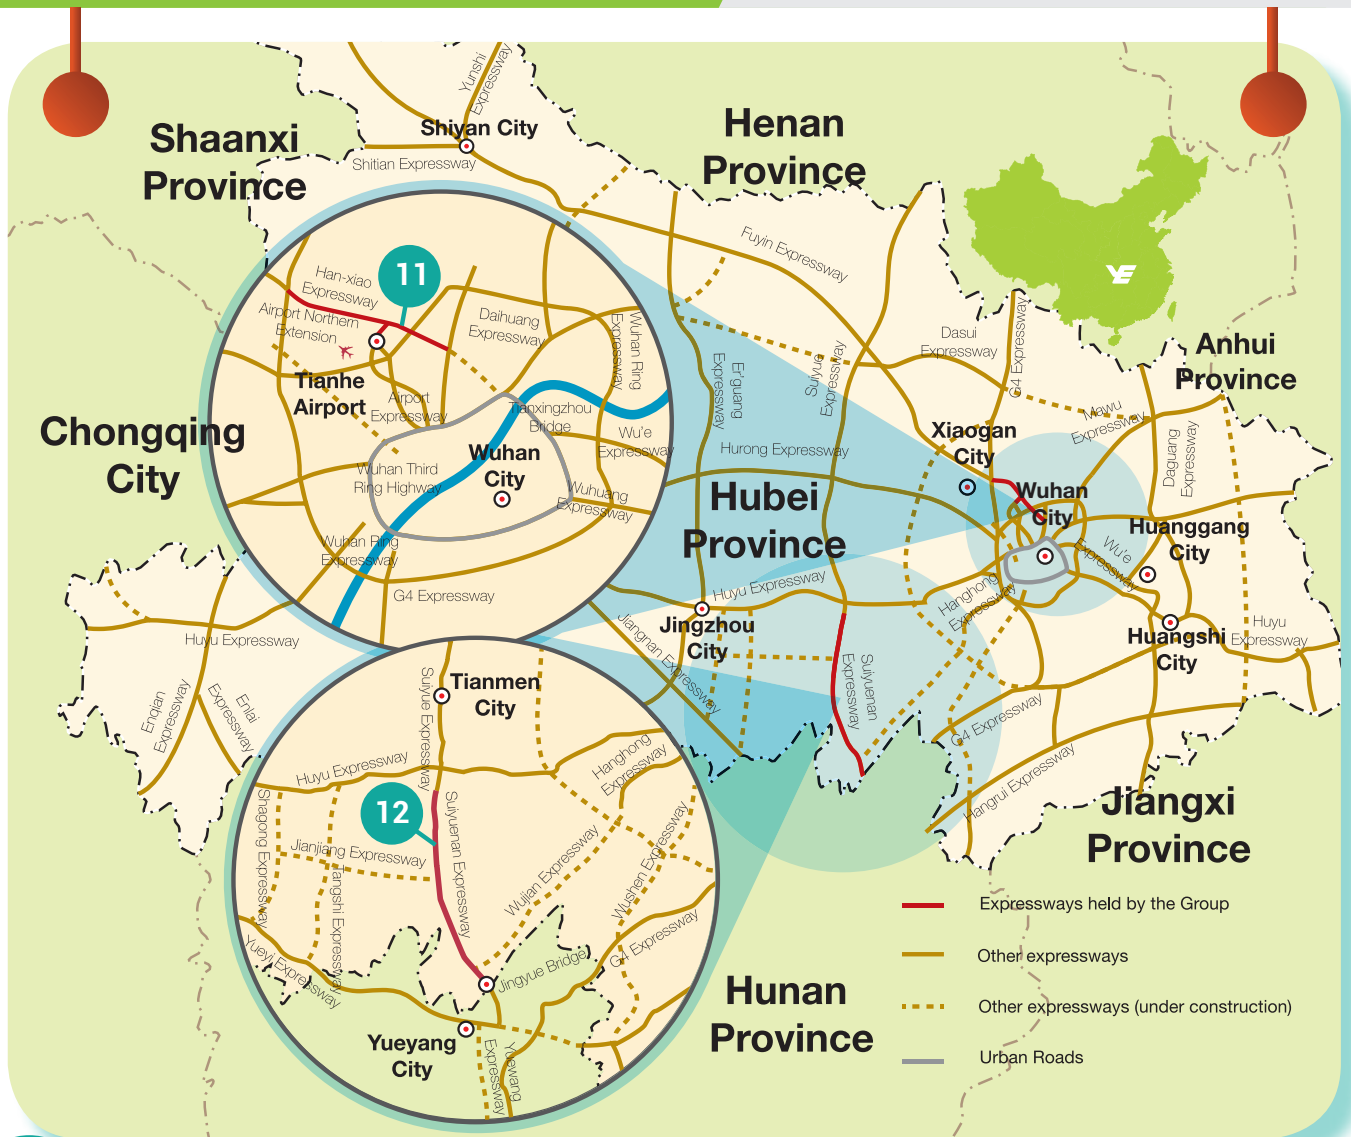 Yunshi
Expressway
Shiyan City
Shitian Expressway
Shaanxi
Province
Henan
Province
Fuyin Expressway
11
Han-xiao
Expressway
Airport Northern
Extension
Daihuang
Expressway
Wuhan Ring
Expressway
Tianhe
Airport
Airport
Expressway
Tianxingzhou
Bridge
Wu'e
Expressway
Wuhan
City
Wuhan Third
Ring Highway
Wuhuang
Expressway
Wuhan Ring
Expressway
G4 Expressway
Chongqing
City
Er'guang
Expressway
Suiyue
Expressway
Dasui
Expressway
G4 Expressway
Anhui
Province
Mawu
Expressway
Daguang
Expressway
Xiaogan
City
Hurong Expressway
Hubei
Province
Wuhan
City
Huanggang
City
Wu'e
Expressway
Hanghong
Expressway
Huyu Expressway
Jingzhou
City
Jiangnan Expressway
Suiyuenan
Expressway
Huangshi
City
Huyu
Expressway
G4 Expressway
Hangrui Expressway
Jiangxi
Province
Huyu Expressway
Enqian
Expressway
Enlai
Expressway
Tianmen
City
Suiyue Expressway
Huyu Expressway
Hanghong
Expressway
12
Shagong Expressway
Jianjiang Expressway
Jiangshi Expressway
Suiyuenan Expressway
Wujian Expressway
Wushen Expressway
G4 Expressway
Yueyi Expressway
Jingyue Bridge
Yueyang
City
Yuewang
Expressway
Hunan
Province
Expressways held by the Group
Other expressways
Other expressways (under construction)
Urban Roads